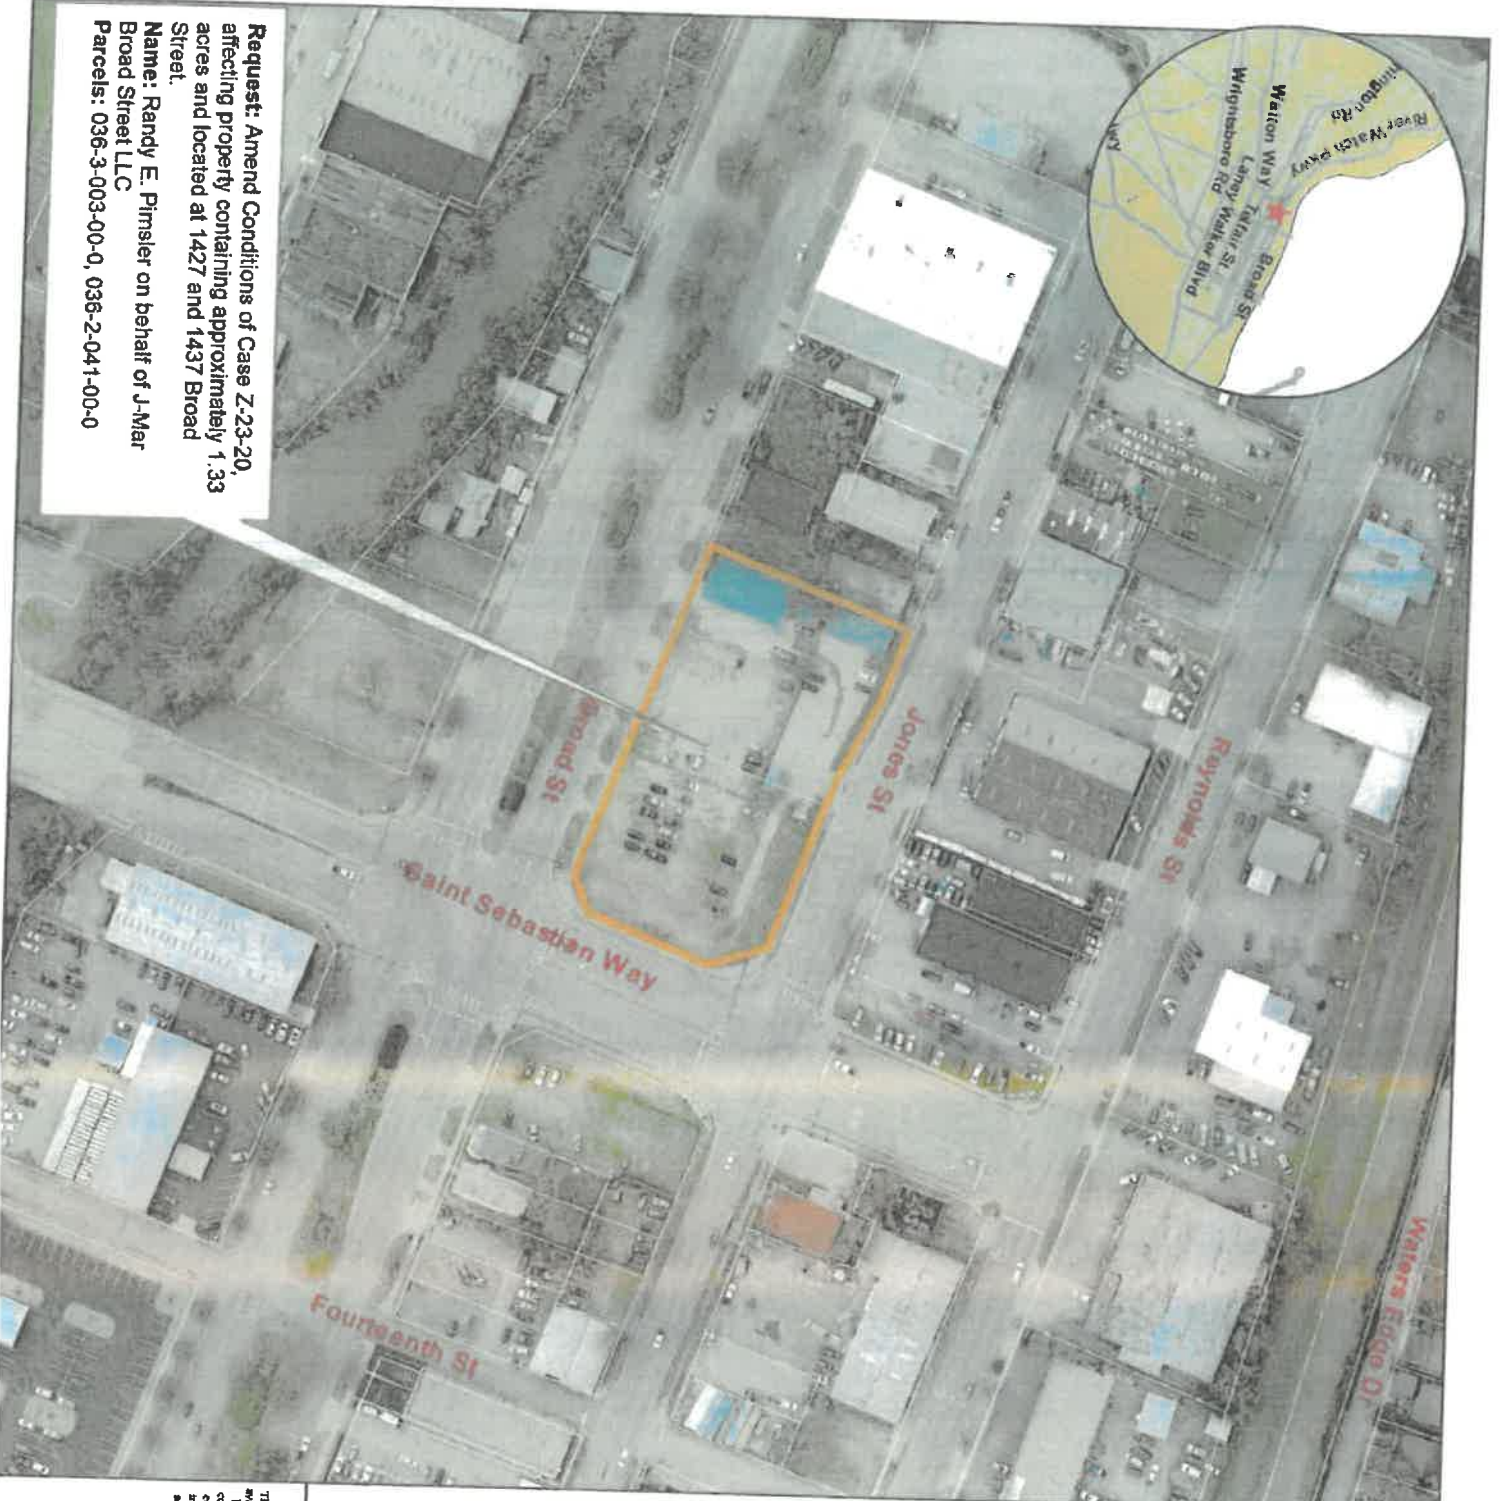 Request: Amend Conditions of Case Z-23-20,
affecting property containing approximately 1.33
acres and located at 1427 and 1437 Broad
Street.
Name: Randy E. Pimsler on behalf of J-Mar
Broad Street LLC
Parcels: 036-3-003-00-0, 036-2-041-00-0
River Watch Pkwy
Walton Way
Telfair St
Broad St
Laney Walker Blvd
Wrightsboro Rd
Broad St
Jones St
Reynolds St
Saint Sebastian Way
Fourteenth St
Waters Edge Dr